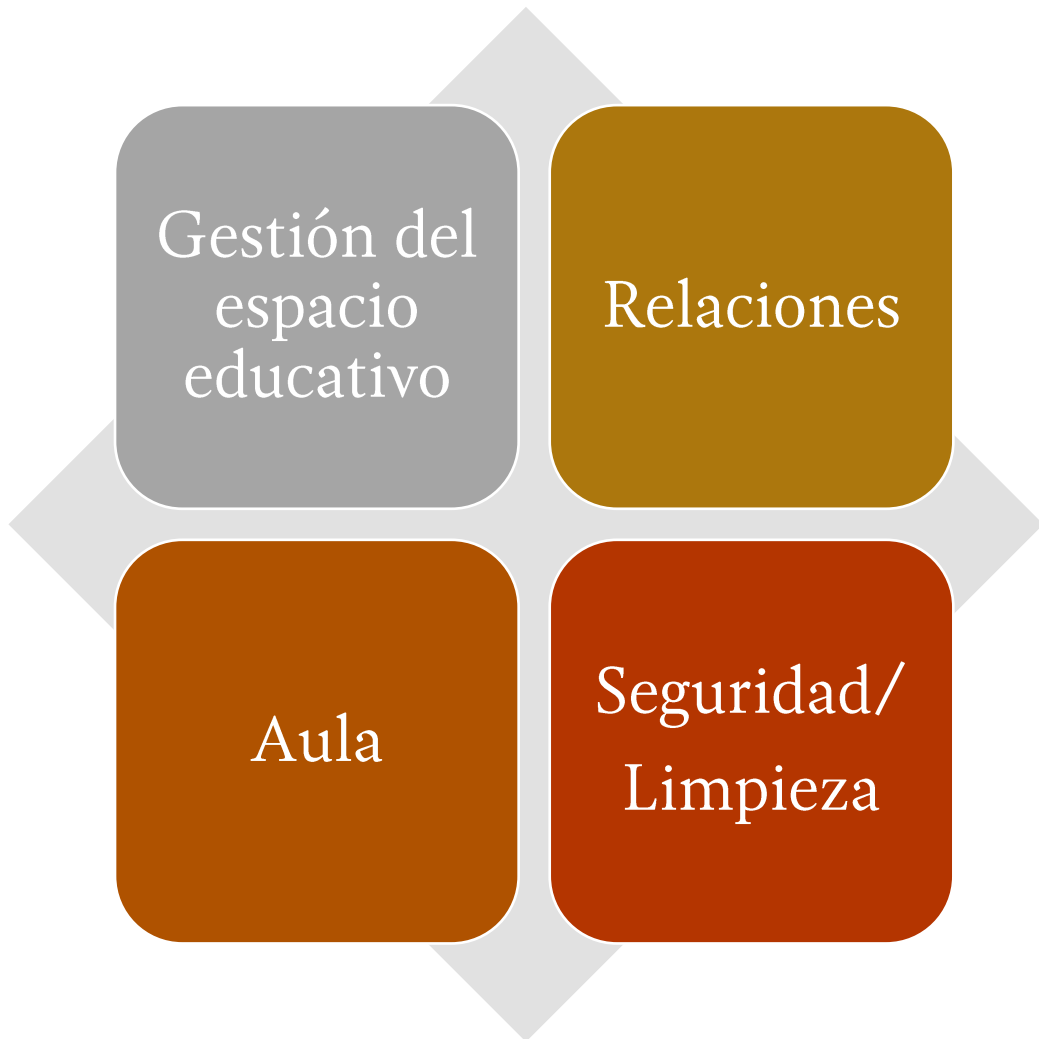 Gestión del
espacio
educativo
Relaciones
Aula
Seguridad/
Limpieza